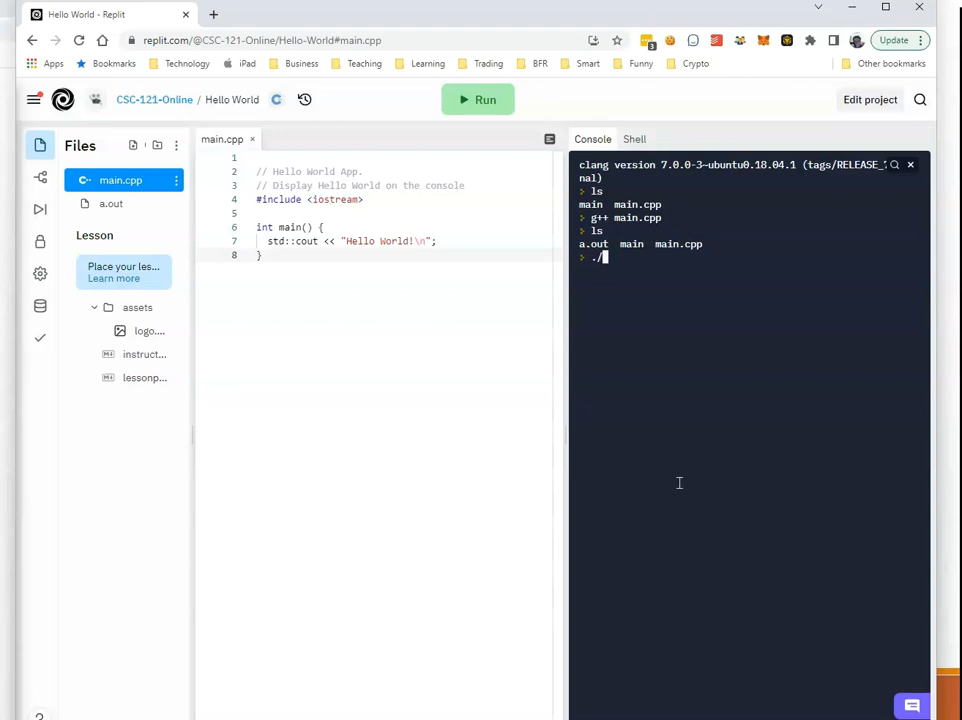 Hello World - Replit
replit.com/@CSC-121-Online/Hello-World#main.cpp
3
Update
Apps
Bookmarks
Technology
iPad
Business
Teaching
Learning
Trading
BFR
Smart
Funny
Crypto
Other bookmarks
CSC-121-Online / Hello World
Run
Edit project
Files
main.cpp
a.out
Lesson
Place your les...
Learn more
assets
logo....
instruct...
lessonp...
main.cpp
1
2 // Hello World App.
3 // Display Hello World on the console
4 #include <iostream>
5
6 int main() {
7 std::cout << "Hello World!\n";
8 }
Console
Shell
clang version 7.0.0-3~ubuntu0.18.04.1 (tags/RELEASE_
nal)
> ls
main main.cpp
> g++ main.cpp
> ls
a.out main main.cpp
> ./